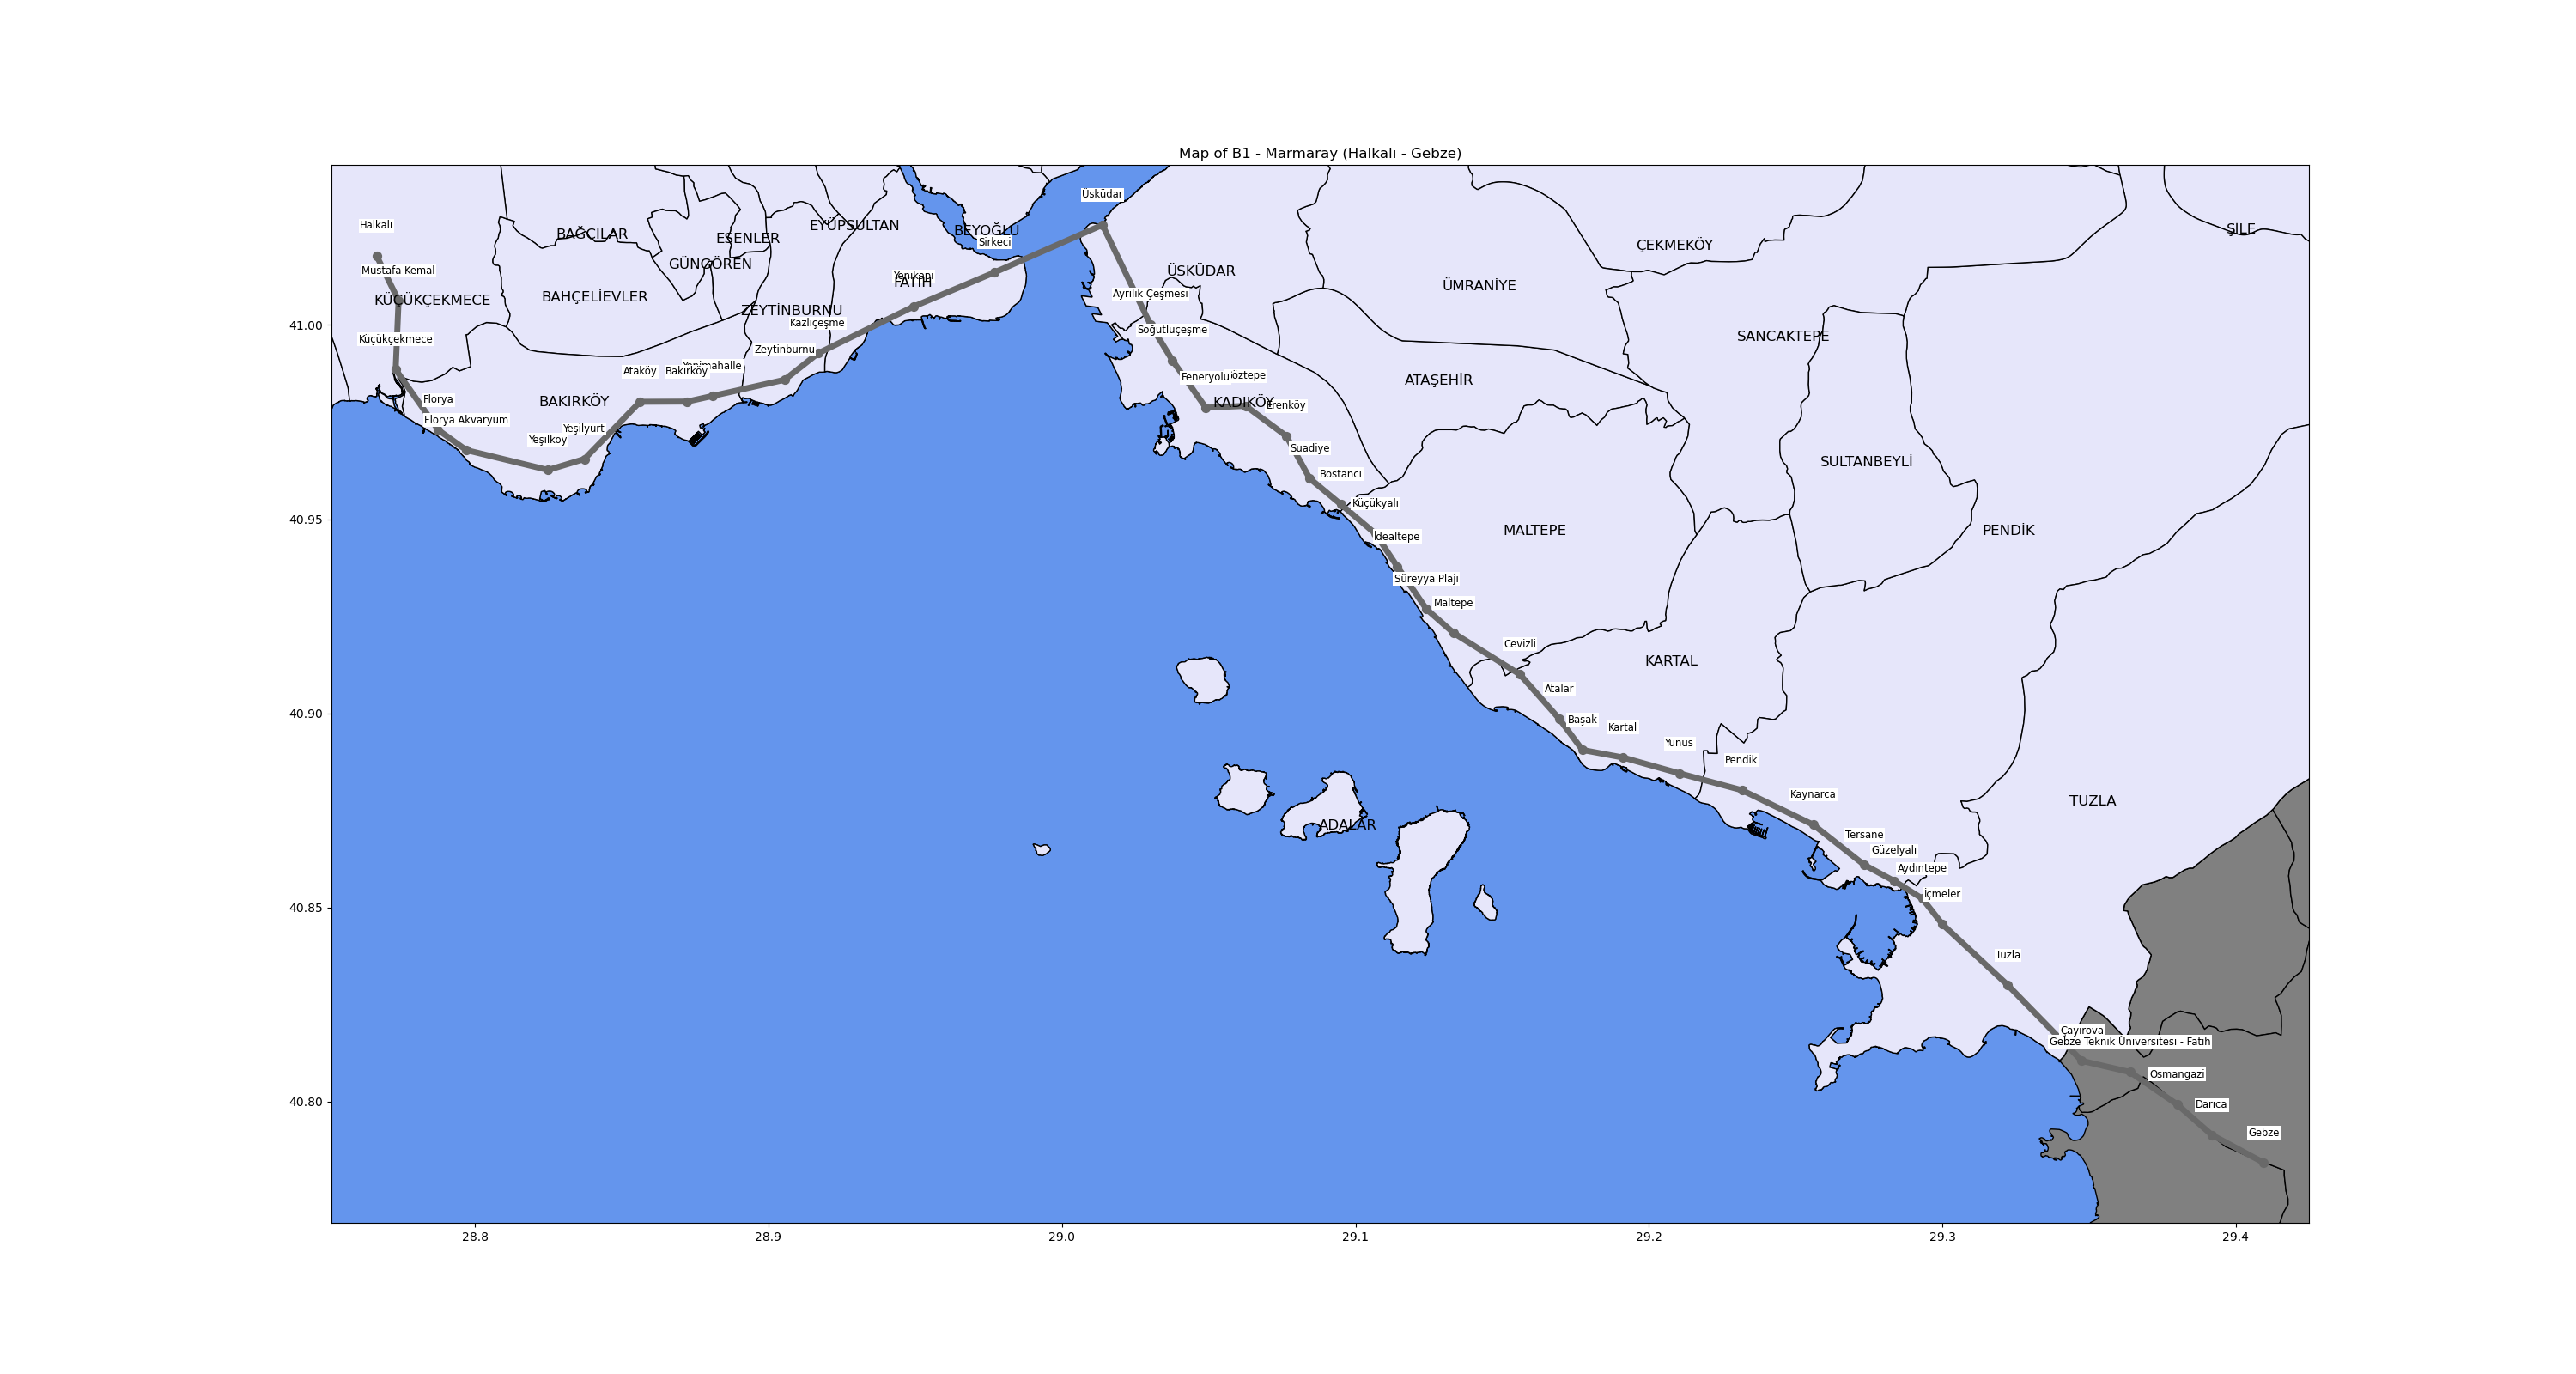 Map of B1 - Marmaray (Halkalı - Gebze)
Üsküdar
Halkalı
EYÜPSULTAN
ŞİLE
BEYOĞLU
BAĞCILAR
ESENLER
Sirkeci
ÇEKMEKÖY
GÜNGÖREN
Mustafa Kemal
ÜSKÜDAR
Yenikapı
FATİH
ÜMRANİYE
Ayrılık Çeşmesi
KÜÇÜKÇEKMECE
BAHÇELİEVLER
ZEYTİNBURNU
Kazlıçeşme
41.00
Söğütlüçeşme
Küçükçekmece
SANCAKTEPE
Zeytinburnu
Ataköy
Bakırköy
Feneryolu
ATAŞEHİR
Florya
BAKIRKÖY
KADIKÖY
Erenköy
Florya Akvaryum
Yeşilyurt
Yeşilköy
Suadiye
SULTANBEYLİ
Bostancı
Küçükyalı
40.95
MALTEPE
PENDİK
İdealtepe
Süreyya Plajı
Maltepe
Cevizli
KARTAL
Atalar
40.90
Başak
Kartal
Yunus
Pendik
Kaynarca
TUZLA
ADALAR
Tersane
Güzelyalı
Aydıntepe
İçmeler
40.85
Tuzla
Çayırova
Gebze Teknik Üniversitesi - Fatih
Osmangazi
40.80
Darıca
Gebze
28.8
28.9
29.0
29.1
29.2
29.3
29.4